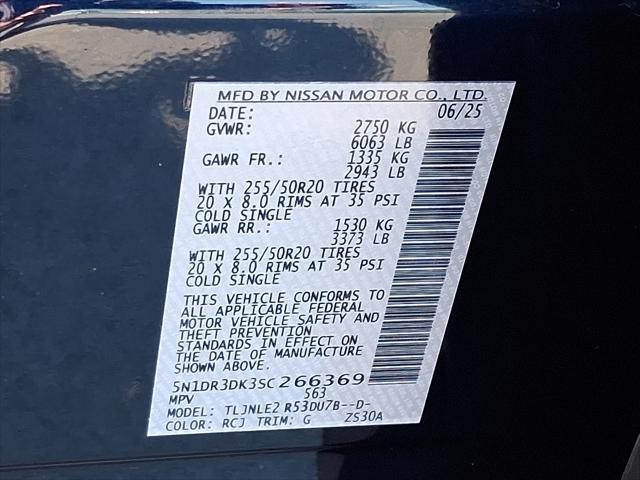 MFD BY NISSAN MOTOR CO., LTD.
DATE: 06/25
GVWR: 2750 KG
6063 LB
GAWR FR.: 1335 KG
2943 LB
WITH 255/50R20 TIRES
20 X 8.0 RIMS AT 35 PSI
COLD SINGLE
GAWR RR.: 1530 KG
3373 LB
WITH 255/50R20 TIRES
20 X 8.0 RIMS AT 35 PSI
COLD SINGLE
THIS VEHICLE CONFORMS TO
ALL APPLICABLE FEDERAL
MOTOR VEHICLE SAFETY AND
THEFT PREVENTION
STANDARDS IN EFFECT ON
THE DATE OF MANUFACTURE
SHOWN ABOVE.
5N1DR3DK3SC266369
MPV 563
MODEL: TLJNLE2 R53DU7B--D-
COLOR: RCJ TRIM: G ZS30A